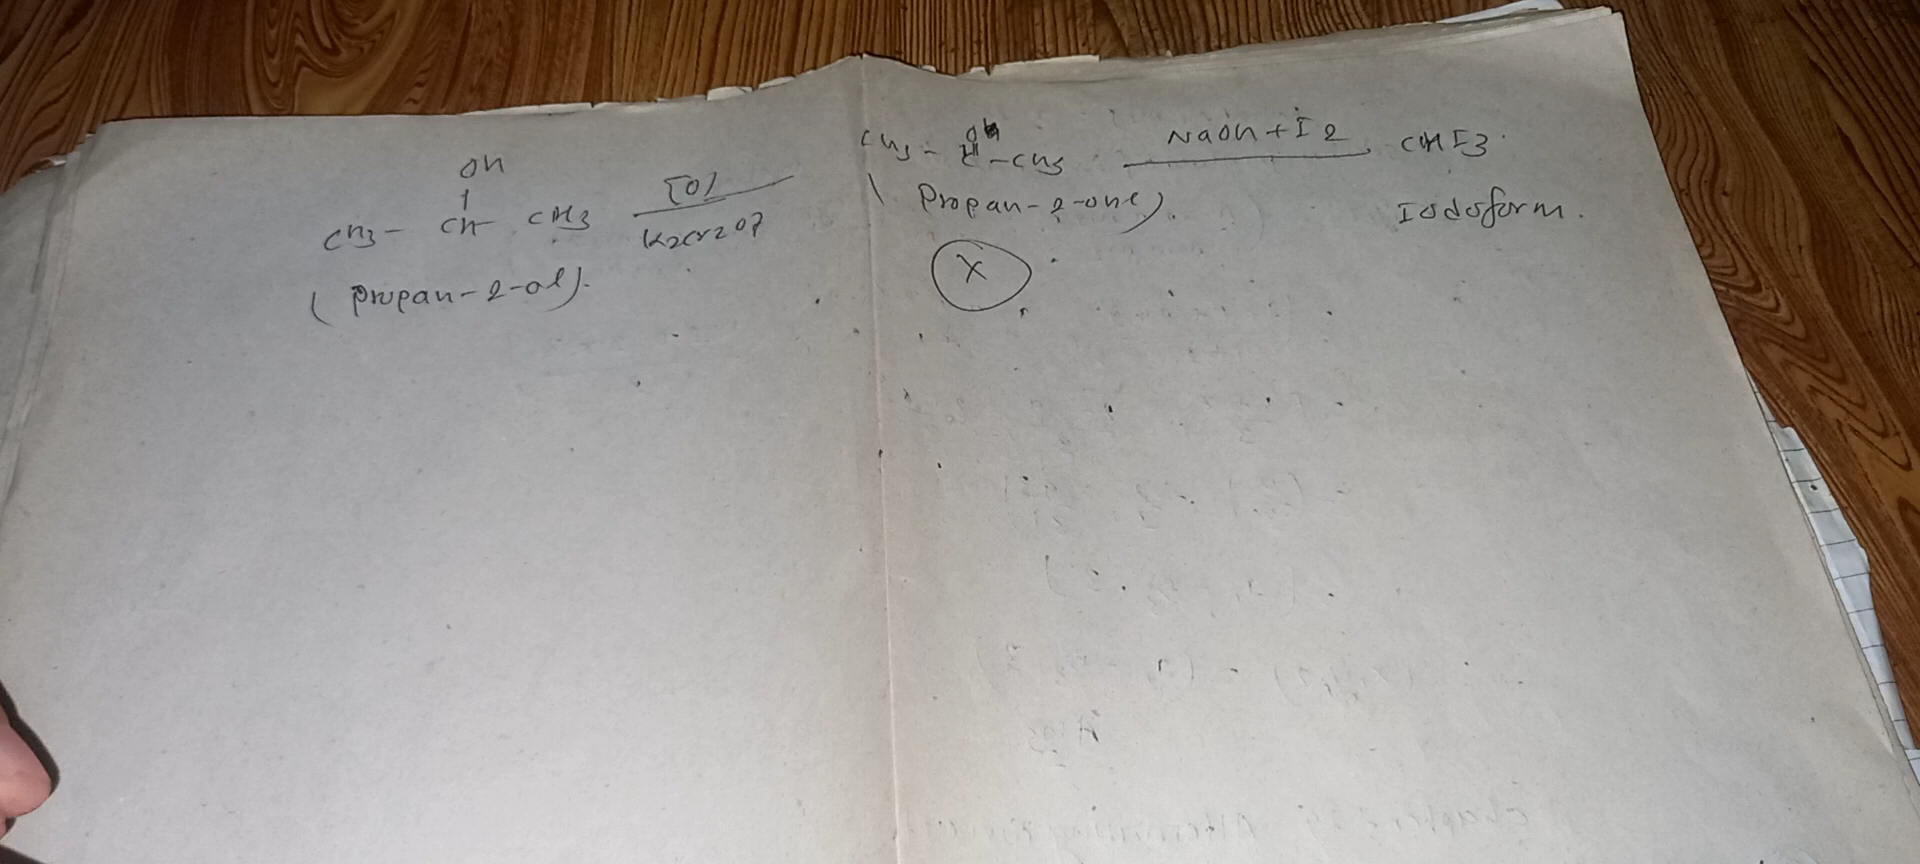 OH
CH3 - CH - CH3 [O] K2Cr2O7
(Propan-2-ol).
O
CH3 - C - CH3 NaOH + I2 CHI3.
(Propan-2-one). Iodoform.
X